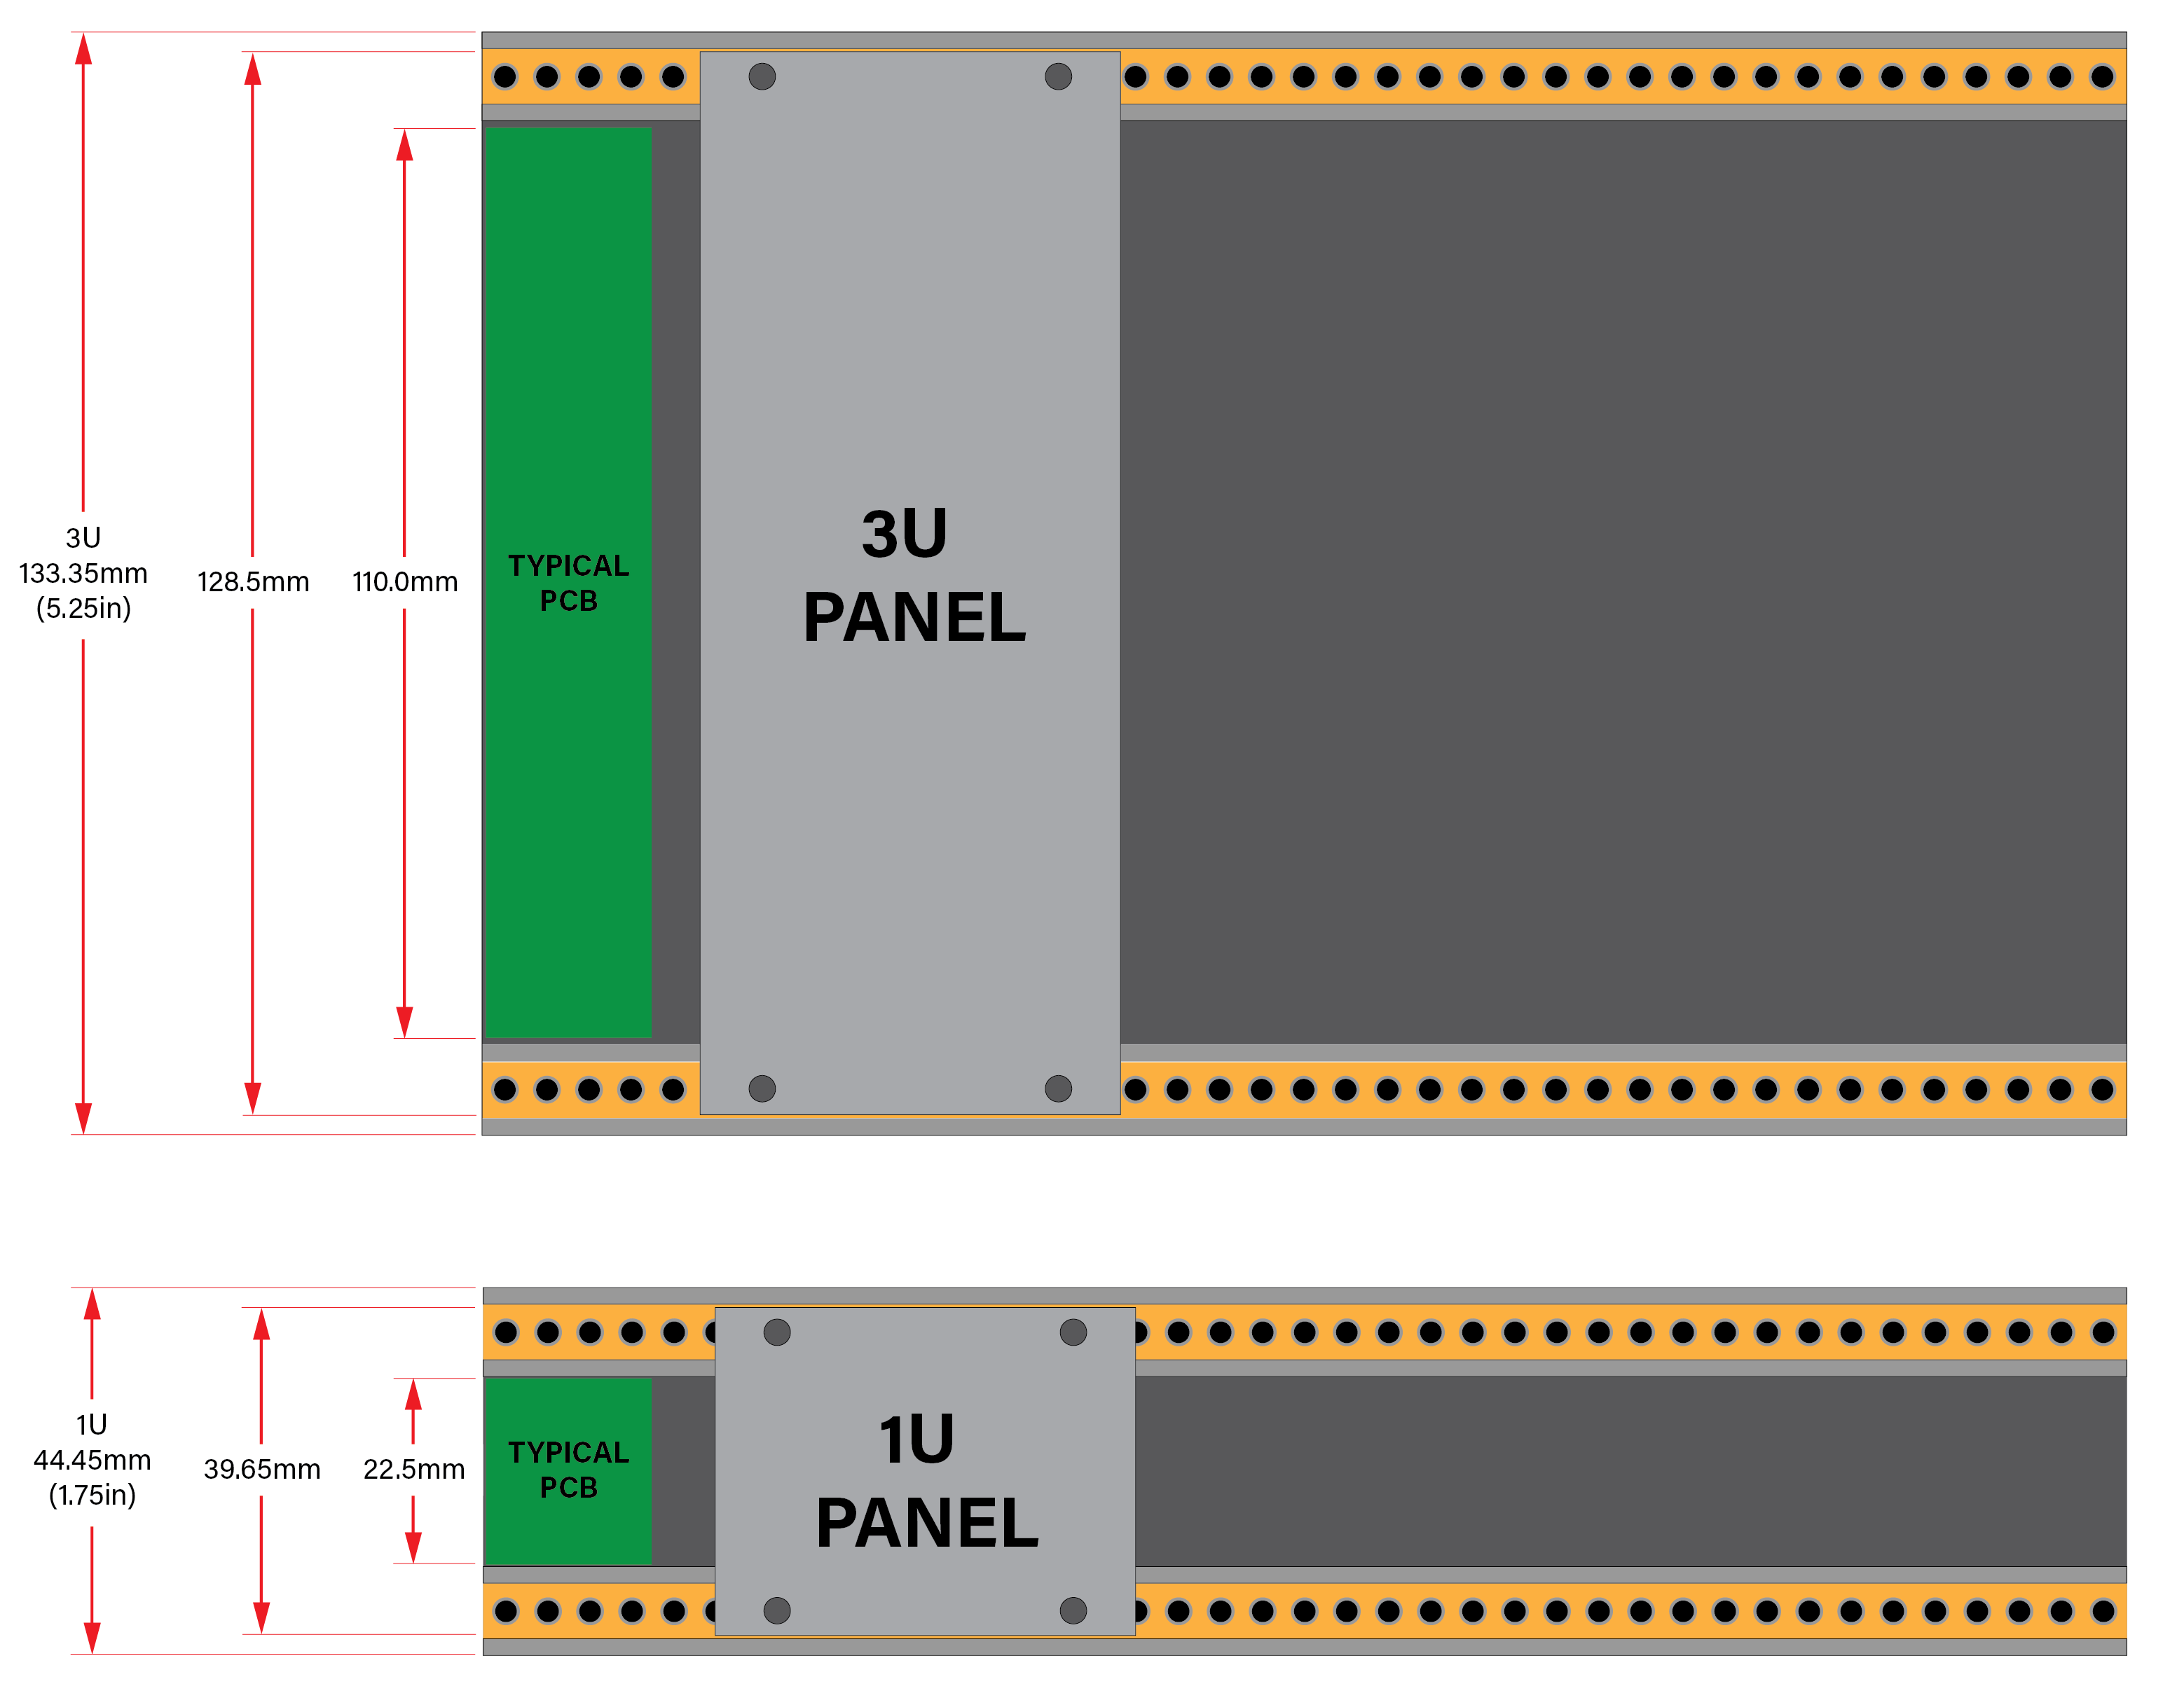 3U
133.35mm
(5.25in)
128.5mm
110.0mm
TYPICAL
PCB
3U
PANEL
1U
44.45mm
(1.75in)
39.65mm
22.5mm
TYPICAL
PCB
1U
PANEL